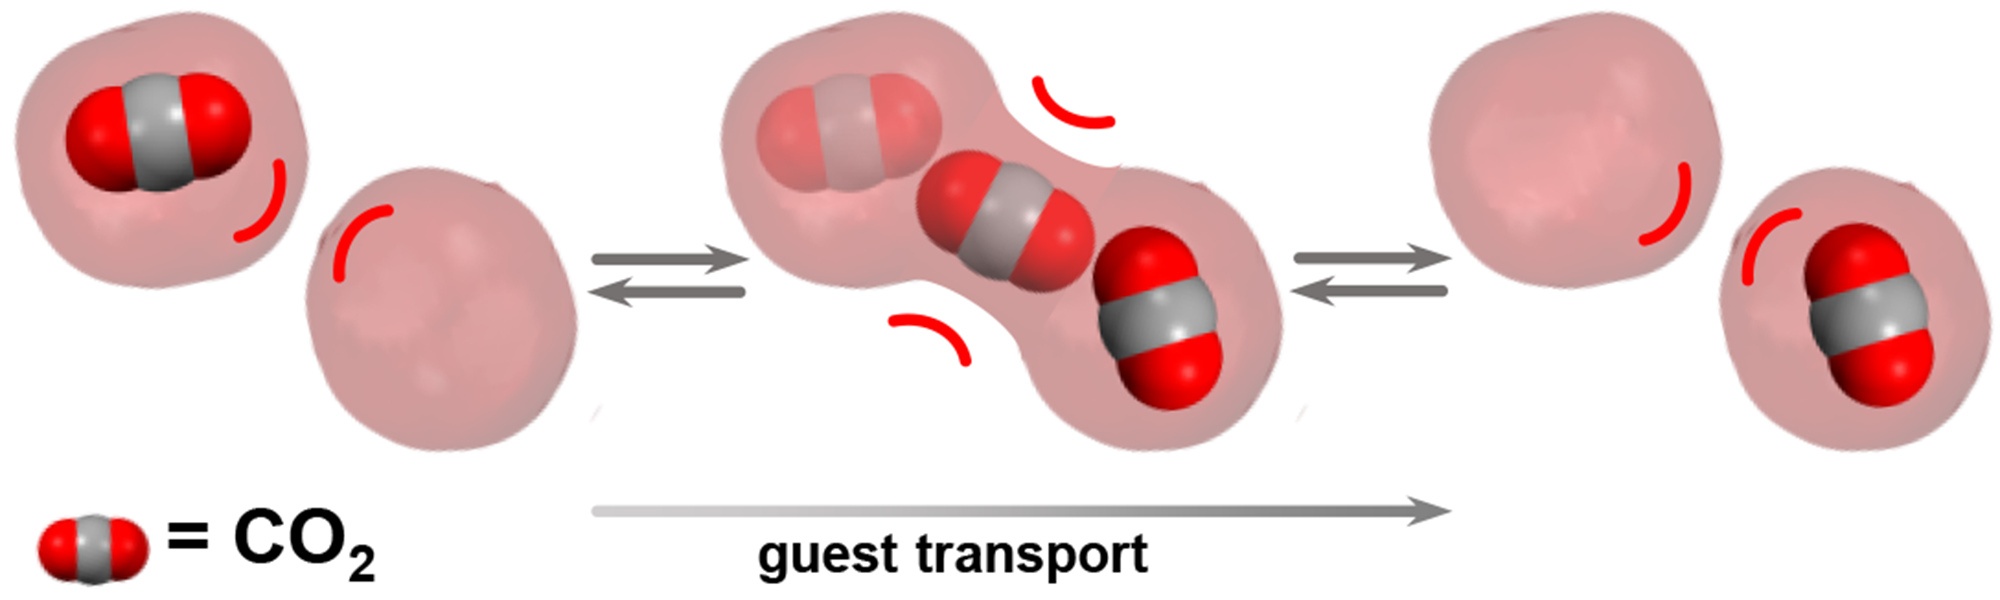 = CO₂
guest transport